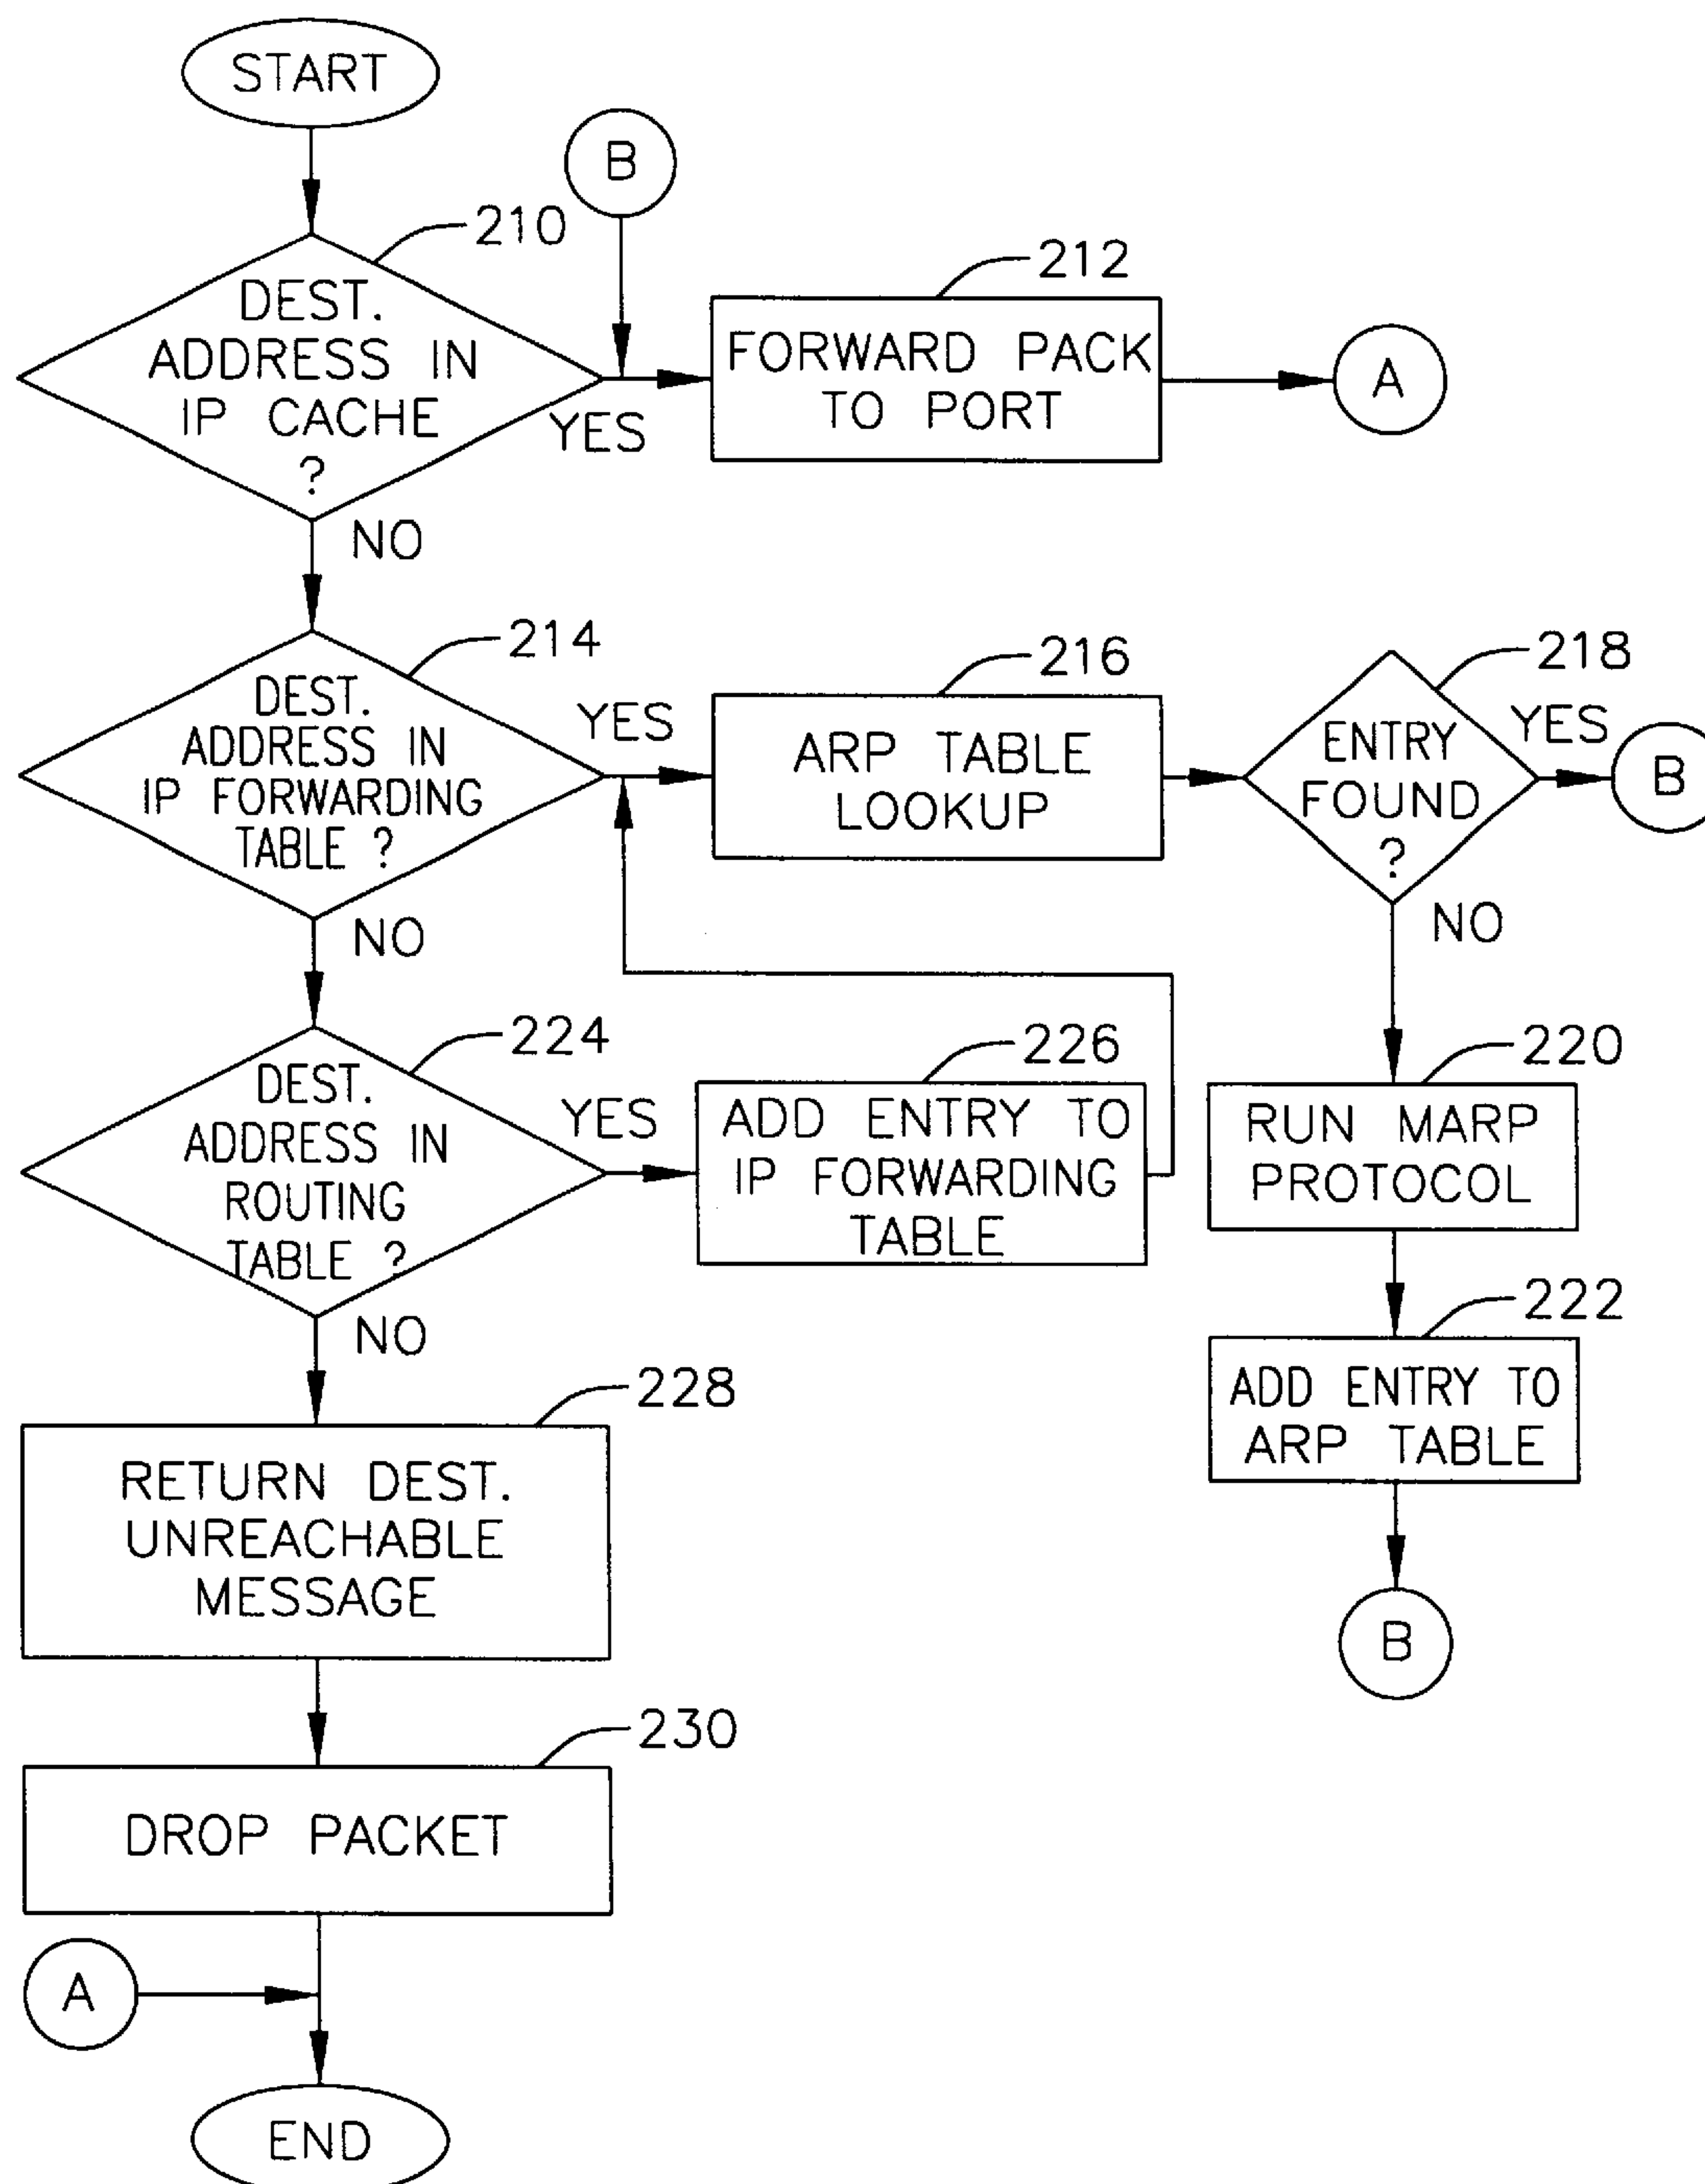 START
B
210
DEST.
ADDRESS IN
IP CACHE
?
YES
NO
212
FORWARD PACK
TO PORT
A
214
DEST.
ADDRESS IN
IP FORWARDING
TABLE ?
YES
NO
216
ARP TABLE
LOOKUP
218
ENTRY
FOUND
?
YES
B
NO
224
DEST.
ADDRESS IN
ROUTING
TABLE ?
YES
NO
226
ADD ENTRY TO
IP FORWARDING
TABLE
220
RUN MARP
PROTOCOL
222
ADD ENTRY TO
ARP TABLE
B
228
RETURN DEST.
UNREACHABLE
MESSAGE
230
DROP PACKET
A
END